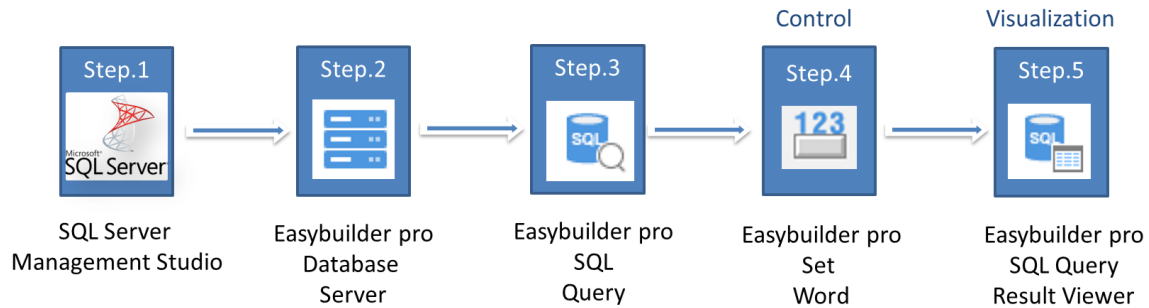 Control
Visualization
Step.1
Step.2
Step.3
Step.4
Step.5
Microsoft®
SQL Server
SQL
123
SQL
SQL Server
Management Studio
Easybuilder pro
Database
Server
Easybuilder pro
SQL
Query
Easybuilder pro
Set
Word
Easybuilder pro
SQL Query
Result Viewer